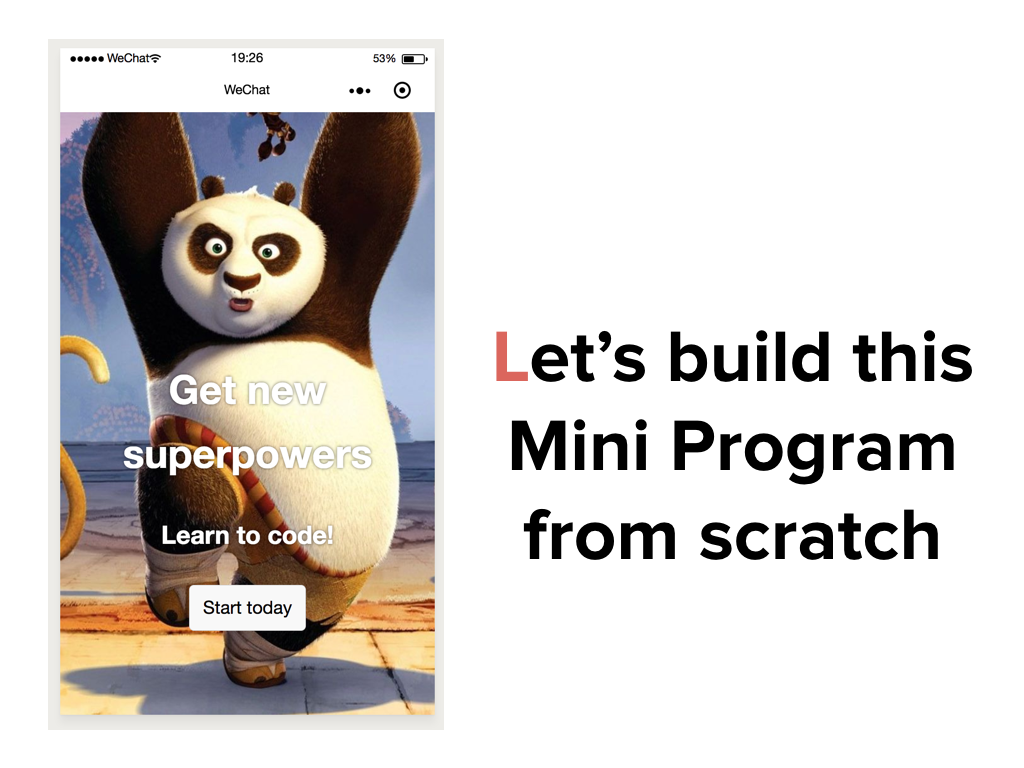 WeChat 19:26 53%
WeChat
Get new
superpowers
Learn to code!
Start today
Let’s build this
Mini Program
from scratch